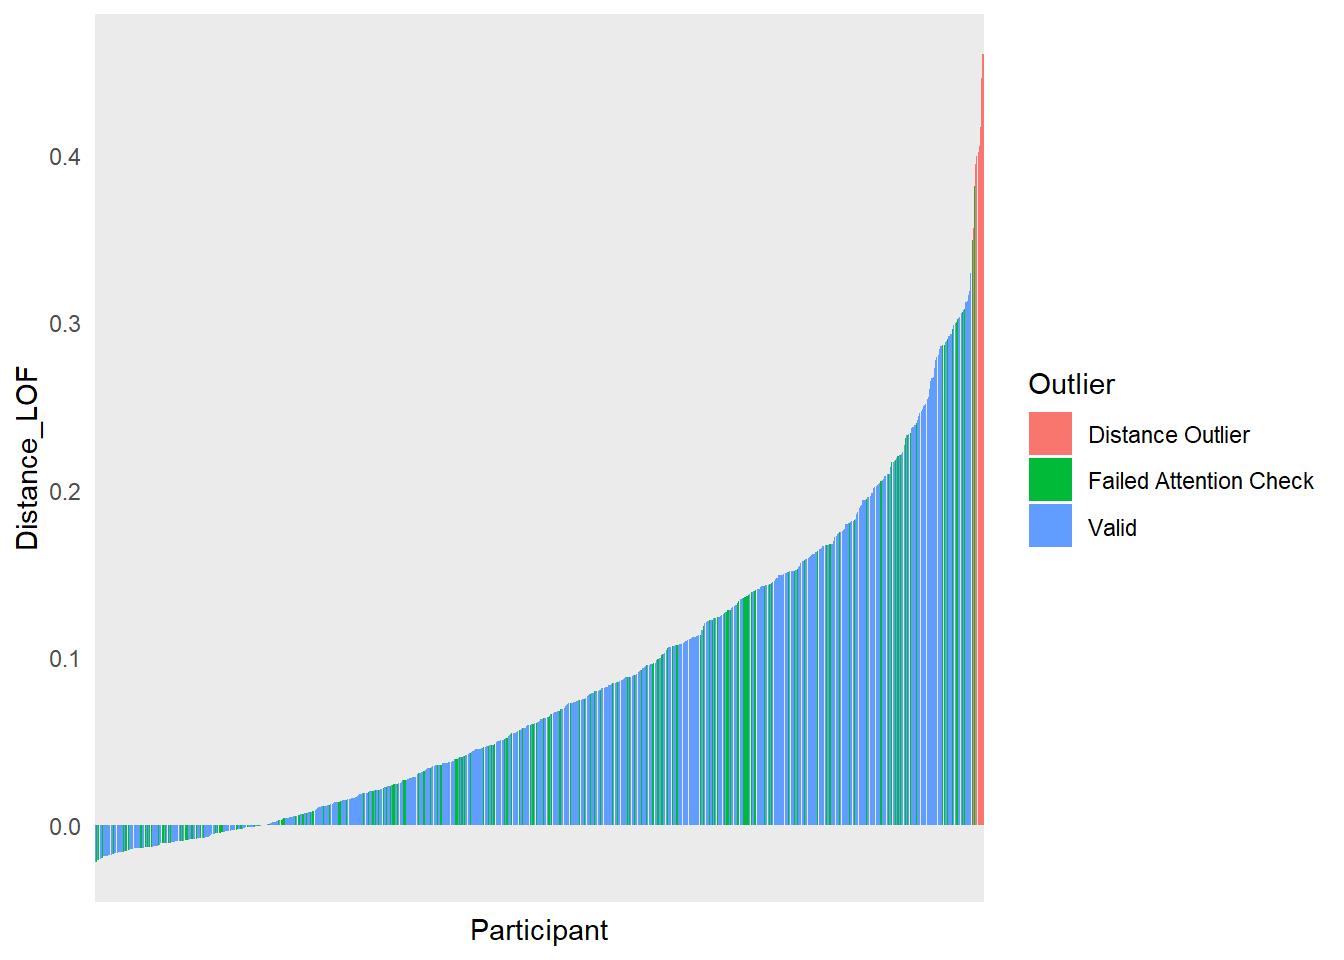 0.4
0.3
0.2
0.1
0.0
Distance_LOF
Participant
Outlier
Distance Outlier
Failed Attention Check
Valid